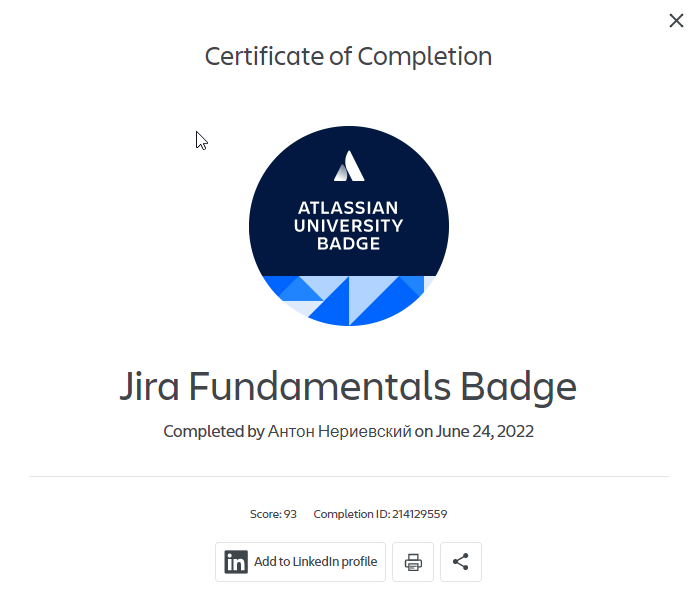 Certificate of Completion
ATLASSIAN
UNIVERSITY
BADGE
Jira Fundamentals Badge
Completed by Антон Нериевский on June 24, 2022
Score: 93 Completion ID: 214129559
in Add to LinkedIn profile